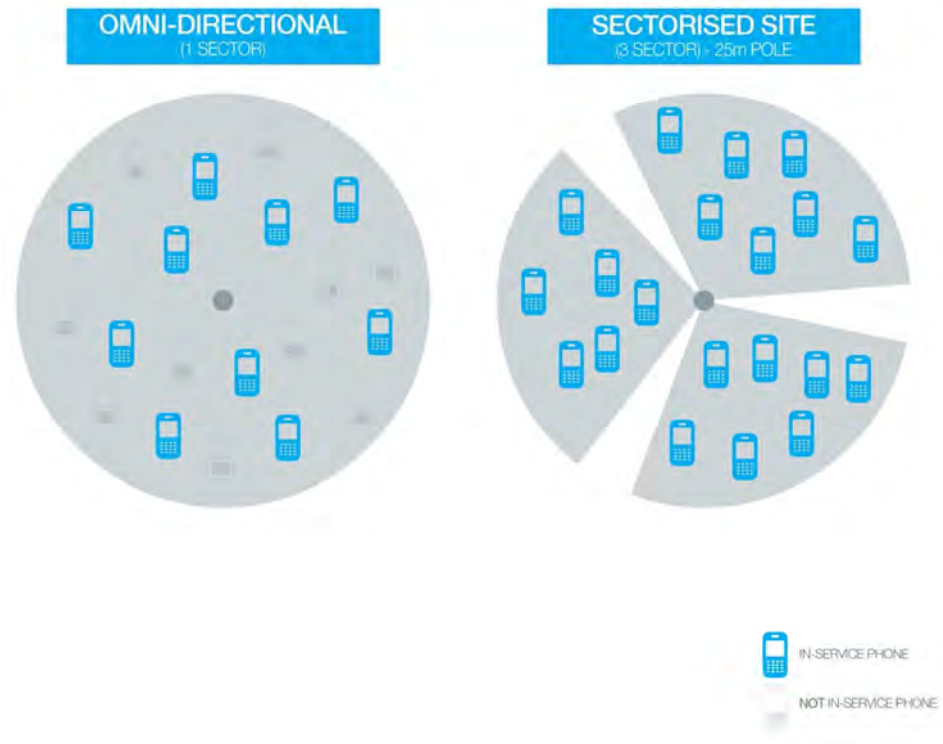 OMNI-DIRECTIONAL
(1 SECTOR)
SECTORISED SITE
(3 SECTOR) - 25m POLE
IN-SERVICE PHONE
NOT IN-SERVICE PHONE